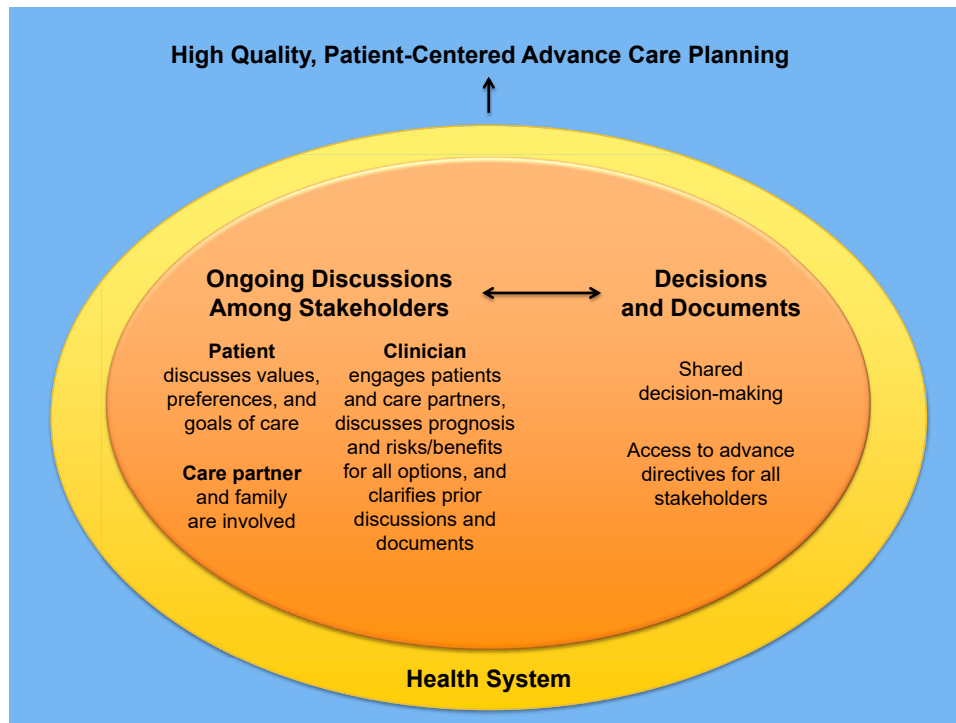 High Quality, Patient-Centered Advance Care Planning
Ongoing Discussions
Among Stakeholders
Patient
discusses values,
preferences, and
goals of care
Care partner
and family
are involved
Clinician
engages patients
and care partners,
discusses prognosis
and risks/benefits
for all options, and
clarifies prior
discussions and
documents
Decisions
and Documents
Shared
decision-making
Access to advance
directives for all
stakeholders
Health System